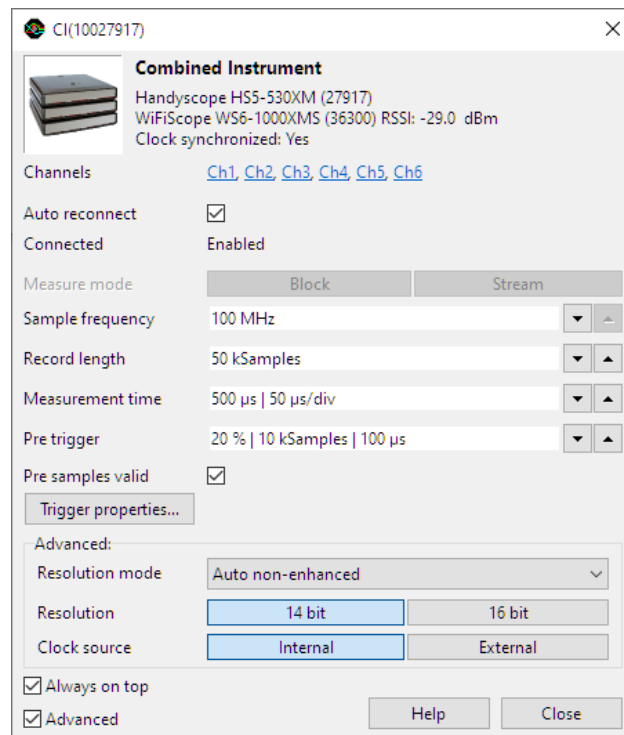 CI(10027917)
Combined Instrument
Handyscope HS5-530XM (27917)
WiFiScope WS6-1000XMS (36300) RSSI: -29.0 dBm
Clock synchronized: Yes
Channels Ch1, Ch2, Ch3, Ch4, Ch5, Ch6
Auto reconnect
Connected Enabled
Measure mode Block Stream
Sample frequency 100 MHz
Record length 50 kSamples
Measurement time 500 µs | 50 µs/div
Pre trigger 20 % | 10 kSamples | 100 µs
Pre samples valid
Trigger properties...
Advanced:
Resolution mode Auto non-enhanced
Resolution 14 bit 16 bit
Clock source Internal External
Always on top
Advanced Help Close